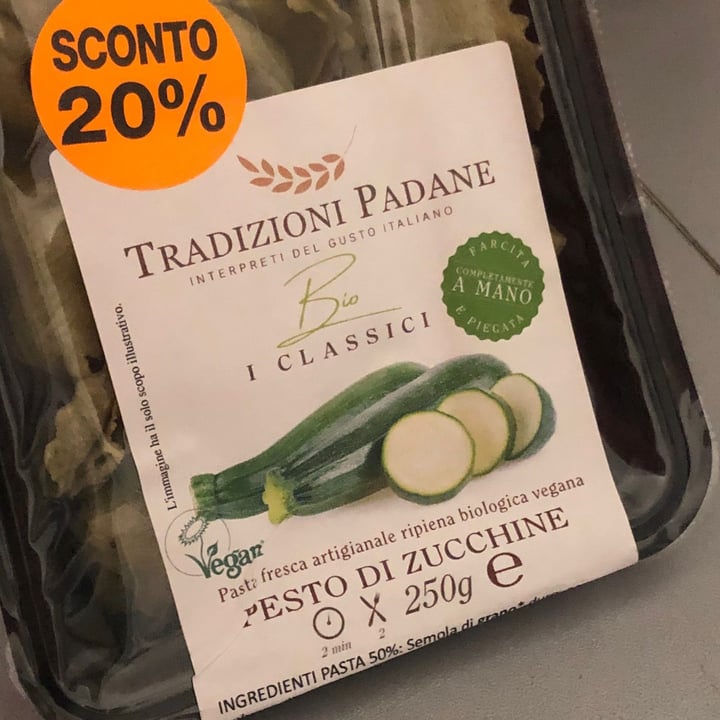 SCONTO
20%
TRADIZIONI PADANE
INTERPRETI DEL GUSTO ITALIANO
Bio
I CLASSICI
FARCITA
COMPLETAMENTE
A MANO
E PIEGATA
L'immagine ha il solo scopo illustrativo.
Vegan
Pasta fresca artigianale ripiena biologica vegana
PESTO DI ZUCCHINE
2 min
2
250g e
INGREDIENTI PASTA 50%: Semola di grano*